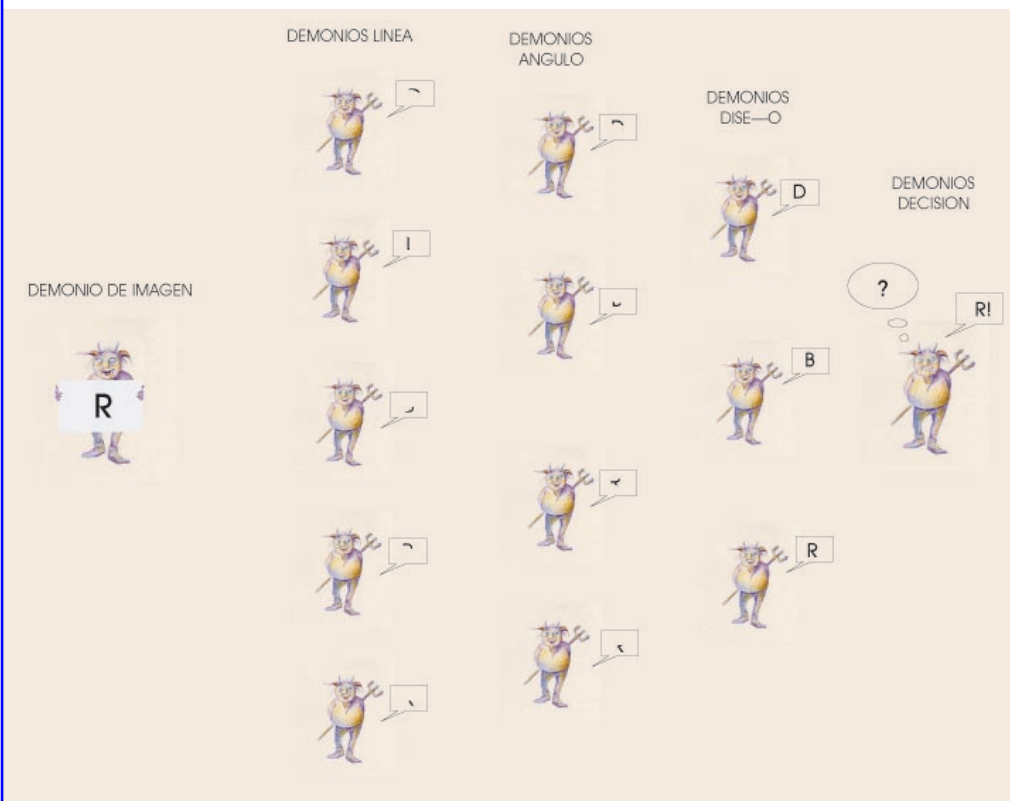 DEMONIOS LINEA
DEMONIOS
ANGULO
DEMONIOS
DISE—O
DEMONIOS
DECISION
DEMONIO DE IMAGEN
R
I
D
B
R
?
R!